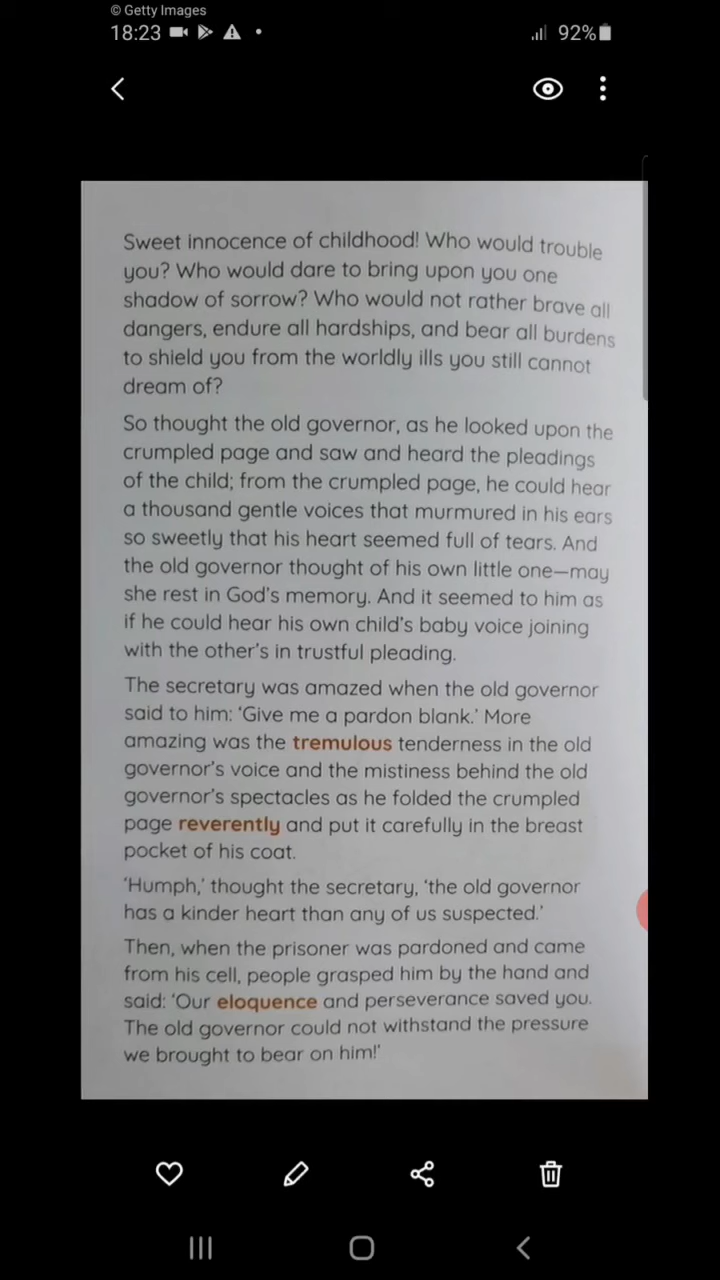 © Getty Images
18:23
92%
Sweet innocence of childhood! Who would trouble
you? Who would dare to bring upon you one
shadow of sorrow? Who would not rather brave all
dangers, endure all hardships, and bear all burdens
to shield you from the worldly ills you still cannot
dream of?
So thought the old governor, as he looked upon the
crumpled page and saw and heard the pleadings
of the child; from the crumpled page, he could hear
a thousand gentle voices that murmured in his ears
so sweetly that his heart seemed full of tears. And
the old governor thought of his own little one—may
she rest in God's memory. And it seemed to him as
if he could hear his own child's baby voice joining
with the other's in trustful pleading.
The secretary was amazed when the old governor
said to him: 'Give me a pardon blank.' More
amazing was the tremulous tenderness in the old
governor's voice and the mistiness behind the old
governor's spectacles as he folded the crumpled
page reverently and put it carefully in the breast
pocket of his coat.
'Humph,' thought the secretary, 'the old governor
has a kinder heart than any of us suspected.'
Then, when the prisoner was pardoned and came
from his cell, people grasped him by the hand and
said: 'Our eloquence and perseverance saved you.
The old governor could not withstand the pressure
we brought to bear on him!'